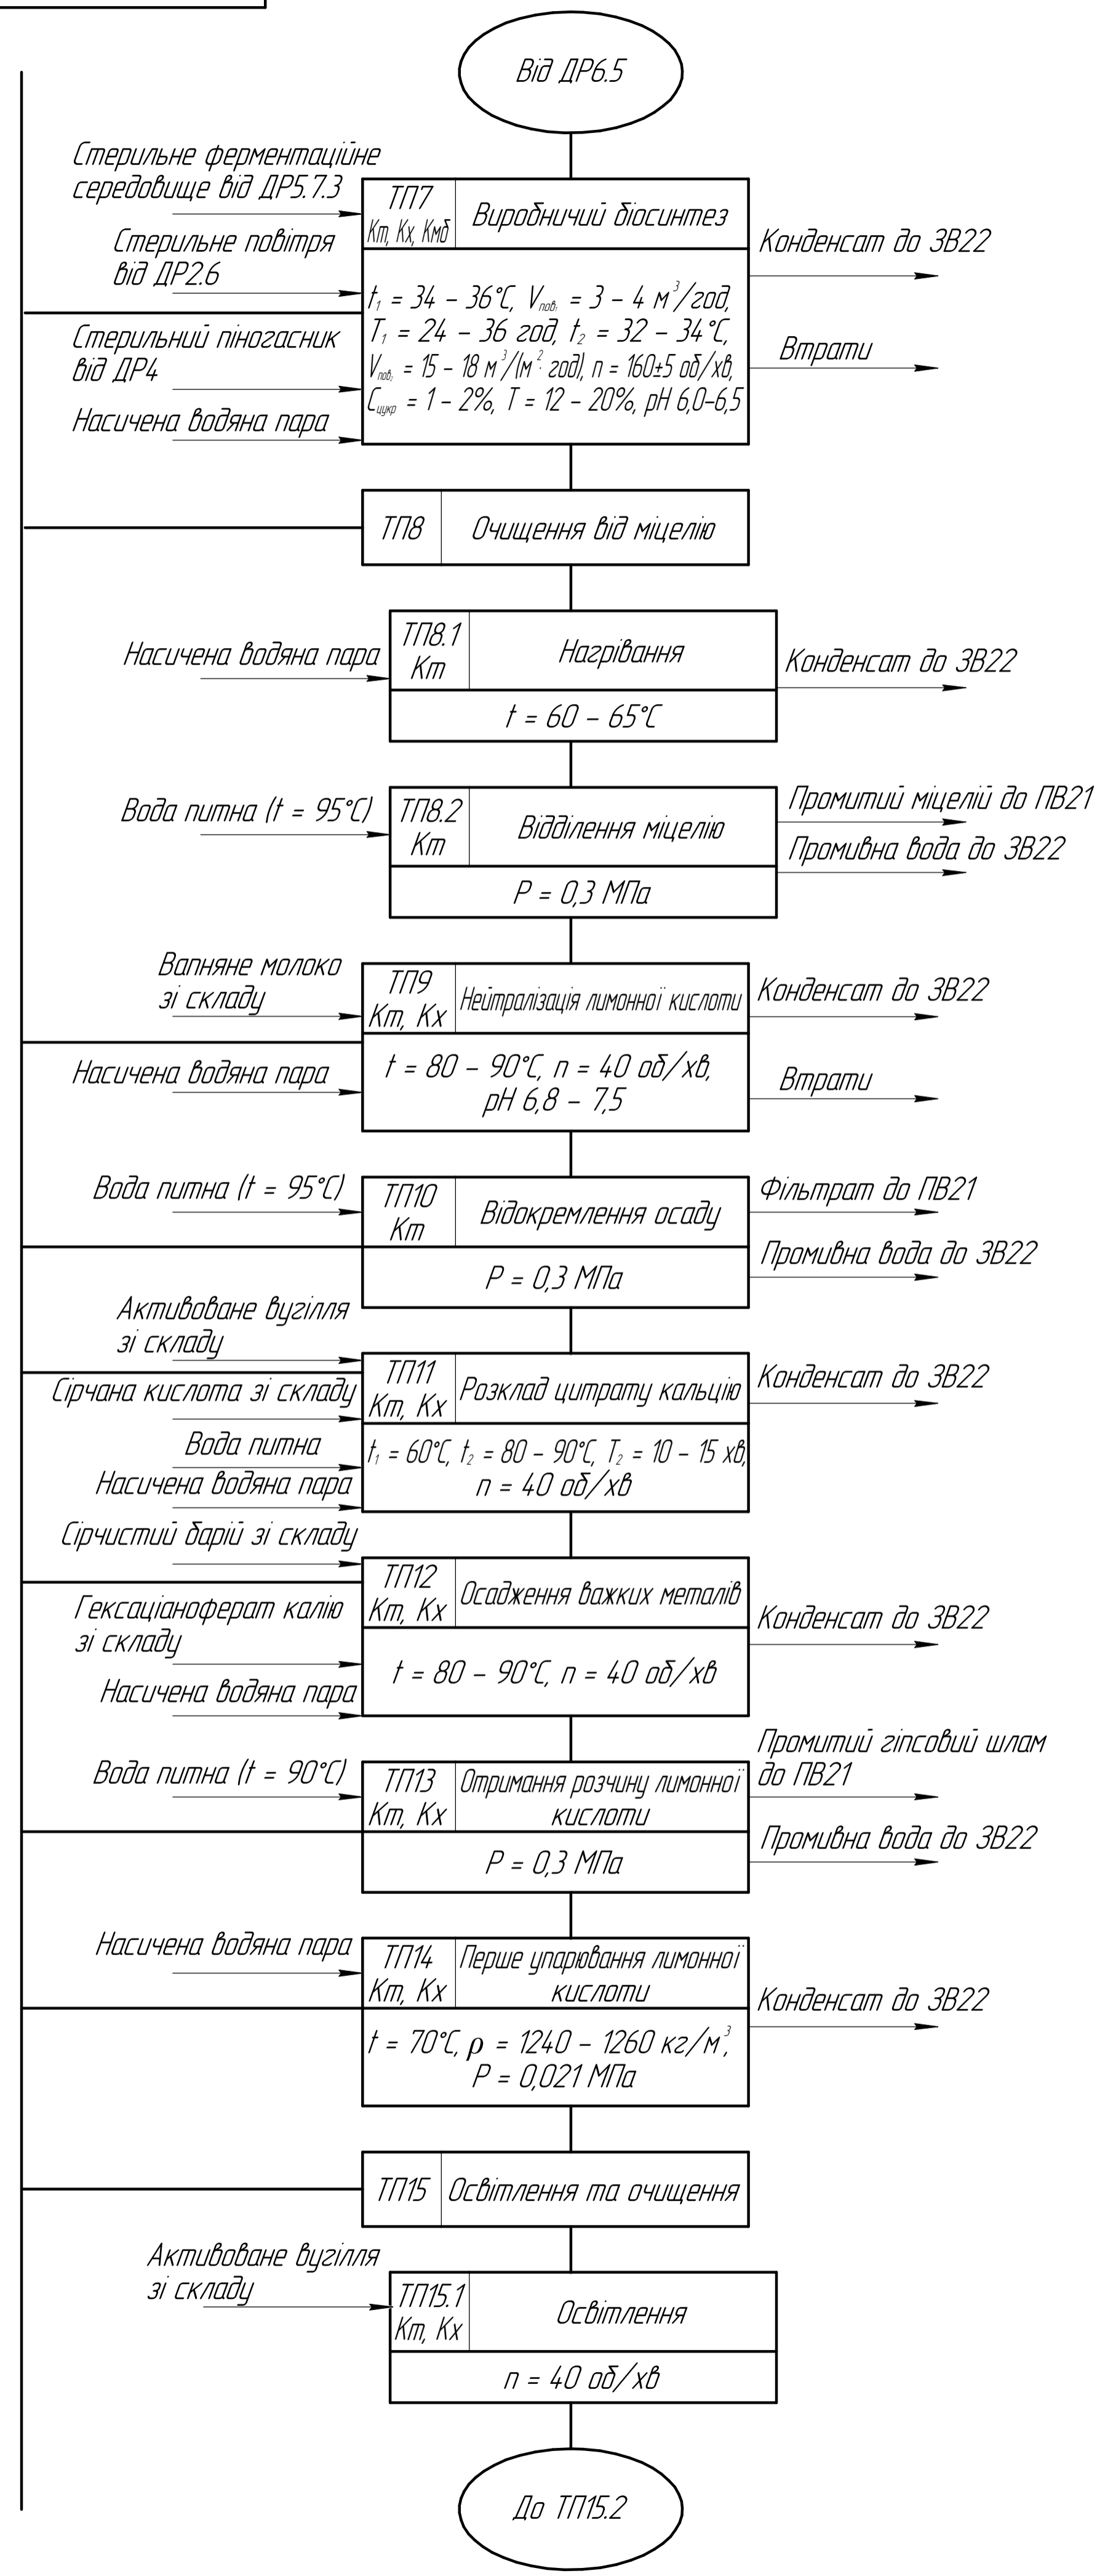 Від ДР6.5
Стерильне ферментаційне
середовище від ДР5.7.3
Стерильне повітря
від ДР2.6
Стерильний піногасник
від ДР4
Насичена водяна пара
ТП7
Кт, Кх, Кмб
Виробничий біосинтез
t₁ = 34 – 36°С, Vпов₁ = 3 – 4 м³/год,
Т₁ = 24 – 36 год, t₂ = 32 – 34°С,
Vпов₂ = 15 – 18 м³/(м²·год), n = 160±5 об/хв,
Сцукр = 1 – 2%, Т = 12 – 20%, рН 6,0–6,5
Конденсат до ЗВ22
Втрати
ТП8
Очищення від міцелію
Насичена водяна пара
ТП8.1
Кт
Нагрівання
t = 60 – 65°С
Конденсат до ЗВ22
Вода питна (t = 95°С)
ТП8.2
Кт
Відділення міцелію
Р = 0,3 МПа
Промитий міцелій до ПВ21
Промивна вода до ЗВ22
Вапняне молоко
зі складу
Насичена водяна пара
ТП9
Кт, Кх
Нейтралізація лимонної кислоти
t = 80 – 90°С, n = 40 об/хв,
рН 6,8 – 7,5
Конденсат до ЗВ22
Втрати
Вода питна (t = 95°С)
ТП10
Кт
Відокремлення осаду
Р = 0,3 МПа
Фільтрат до ПВ21
Промивна вода до ЗВ22
Активоване вугілля
зі складу
Сірчана кислота зі складу
Вода питна
Насичена водяна пара
ТП11
Кт, Кх
Розклад цитрату кальцію
t₁ = 60°С, t₂ = 80 – 90°С, Т₂ = 10 – 15 хв,
n = 40 об/хв
Конденсат до ЗВ22
Сірчистий барій зі складу
Гексаціаноферат калію
зі складу
Насичена водяна пара
ТП12
Кт, Кх
Осадження важких металів
t = 80 – 90°С, n = 40 об/хв
Конденсат до ЗВ22
Вода питна (t = 90°С)
ТП13
Кт, Кх
Отримання розчину лимонної
кислоти
Р = 0,3 МПа
Промитий гіпсовий шлам
до ПВ21
Промивна вода до ЗВ22
Насичена водяна пара
ТП14
Кт, Кх
Перше упарювання лимонної
кислоти
t = 70°С, ρ = 1240 – 1260 кг/м³,
Р = 0,021 МПа
Конденсат до ЗВ22
ТП15
Освітлення та очищення
Активоване вугілля
зі складу
ТП15.1
Кт, Кх
Освітлення
n = 40 об/хв
До ТП15.2